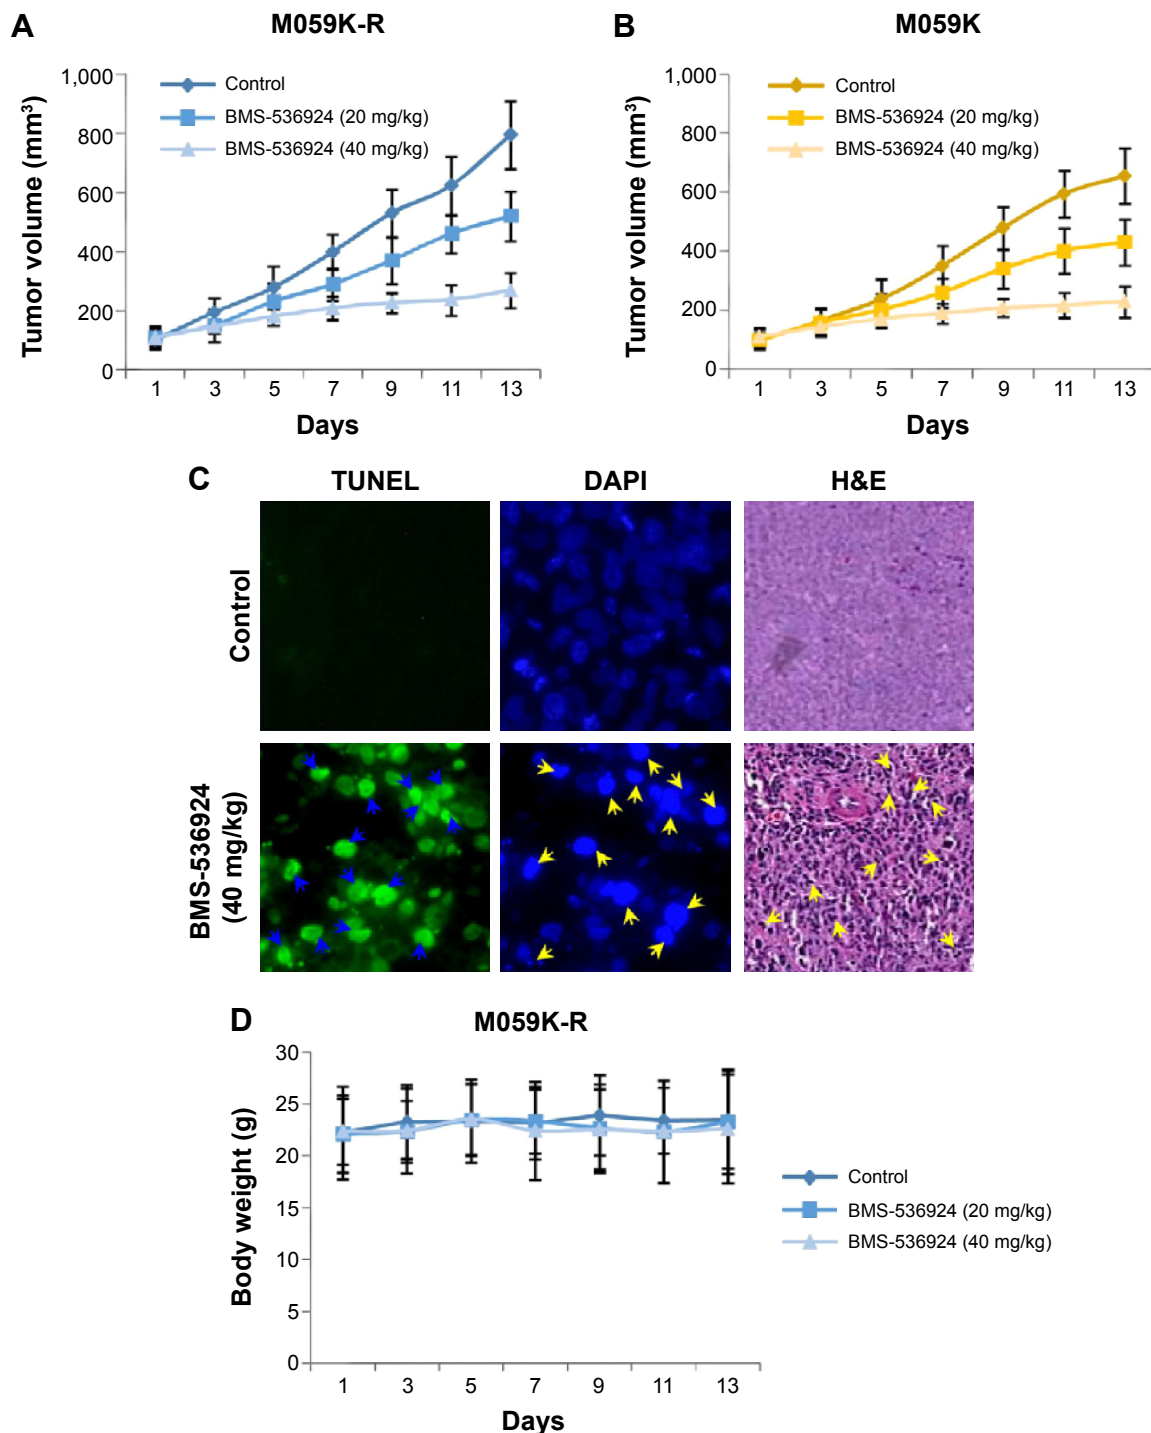 A
M059K-R
Tumor volume (mm³)
1,000
800
600
400
200
0
Control
BMS-536924 (20 mg/kg)
BMS-536924 (40 mg/kg)
1 3 5 7 9 11 13
Days
B
M059K
Tumor volume (mm³)
1,000
800
600
400
200
0
Control
BMS-536924 (20 mg/kg)
BMS-536924 (40 mg/kg)
1 3 5 7 9 11 13
Days
C
TUNEL DAPI H&E
Control
BMS-536924
(40 mg/kg)
D
M059K-R
Body weight (g)
30
25
20
15
10
5
0
1 3 5 7 9 11 13
Days
Control
BMS-536924 (20 mg/kg)
BMS-536924 (40 mg/kg)